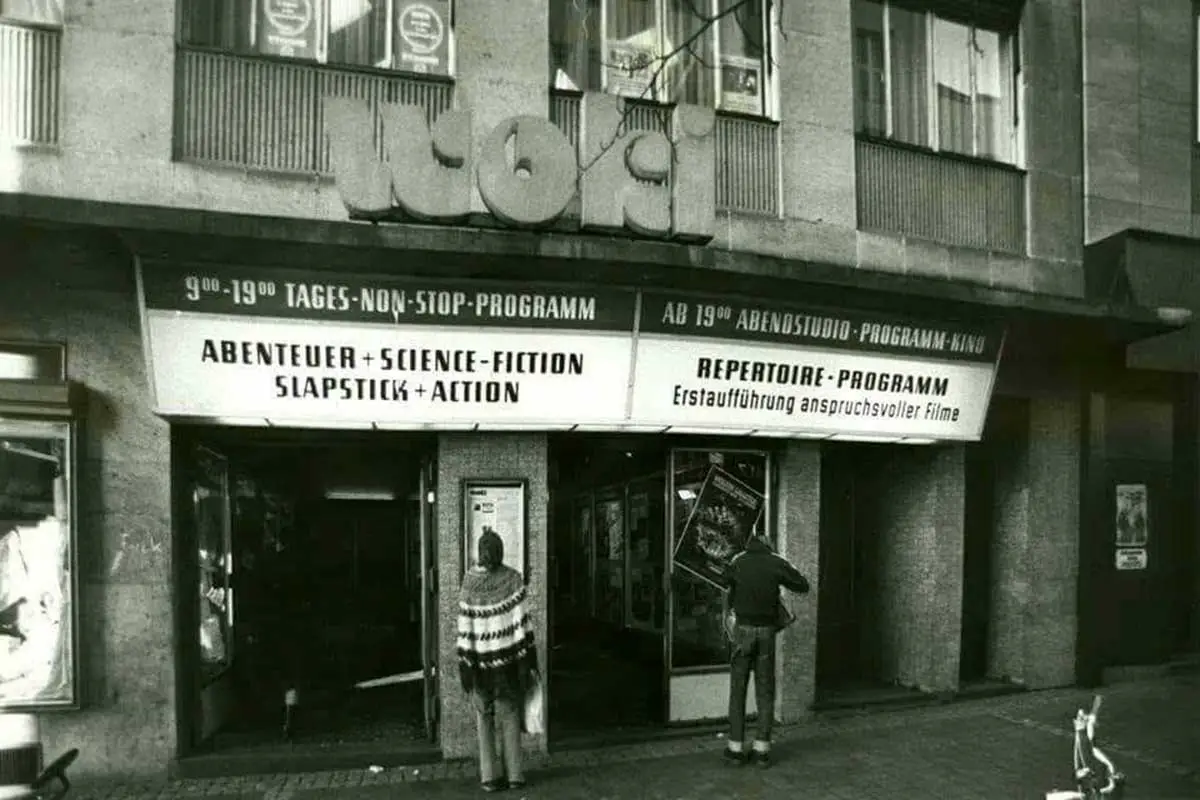 WOKI
9⁰⁰-19⁰⁰ TAGES-NON-STOP-PROGRAMM
ABENTEUER + SCIENCE-FICTION
SLAPSTICK + ACTION
AB 19⁰⁰ ABENDSTUDIO-PROGRAMM-KINO
REPERTOIRE-PROGRAMM
Erstaufführung anspruchsvoller Filme